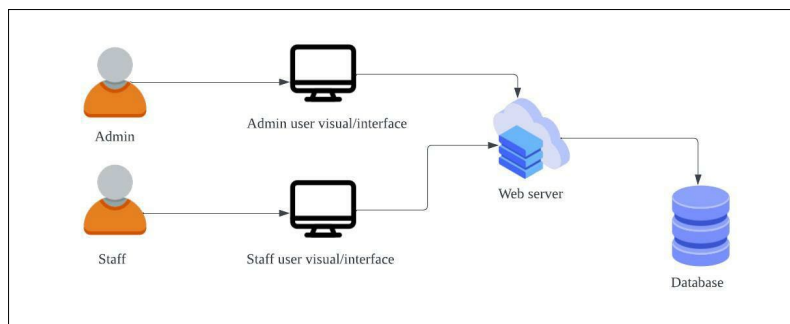 Admin
Admin user visual/interface
Web server
Staff
Staff user visual/interface
Database